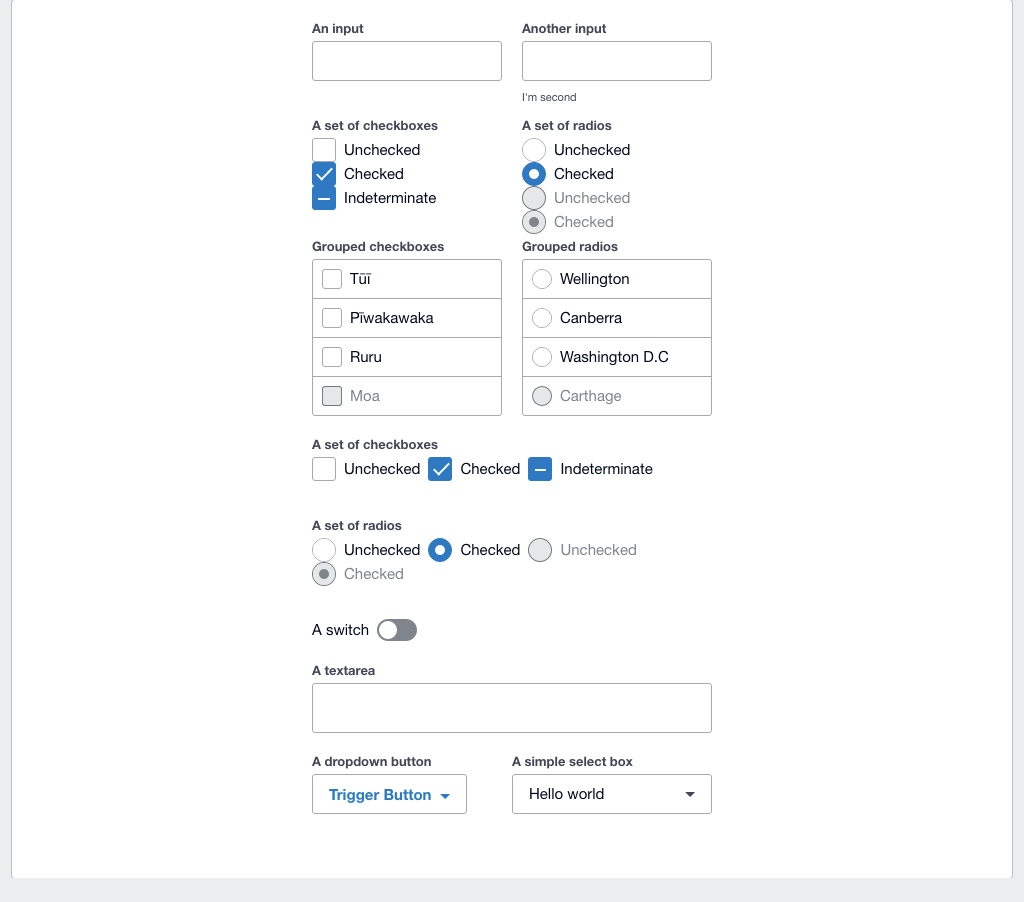 An input
Another input
I'm second
A set of checkboxes
Unchecked
Checked
Indeterminate
A set of radios
Unchecked
Checked
Unchecked
Checked
Grouped checkboxes
Tūī
Pīwakawaka
Ruru
Moa
Grouped radios
Wellington
Canberra
Washington D.C
Carthage
A set of checkboxes
Unchecked Checked Indeterminate
A set of radios
Unchecked Checked Unchecked
Checked
A switch
A textarea
A dropdown button
Trigger Button
A simple select box
Hello world